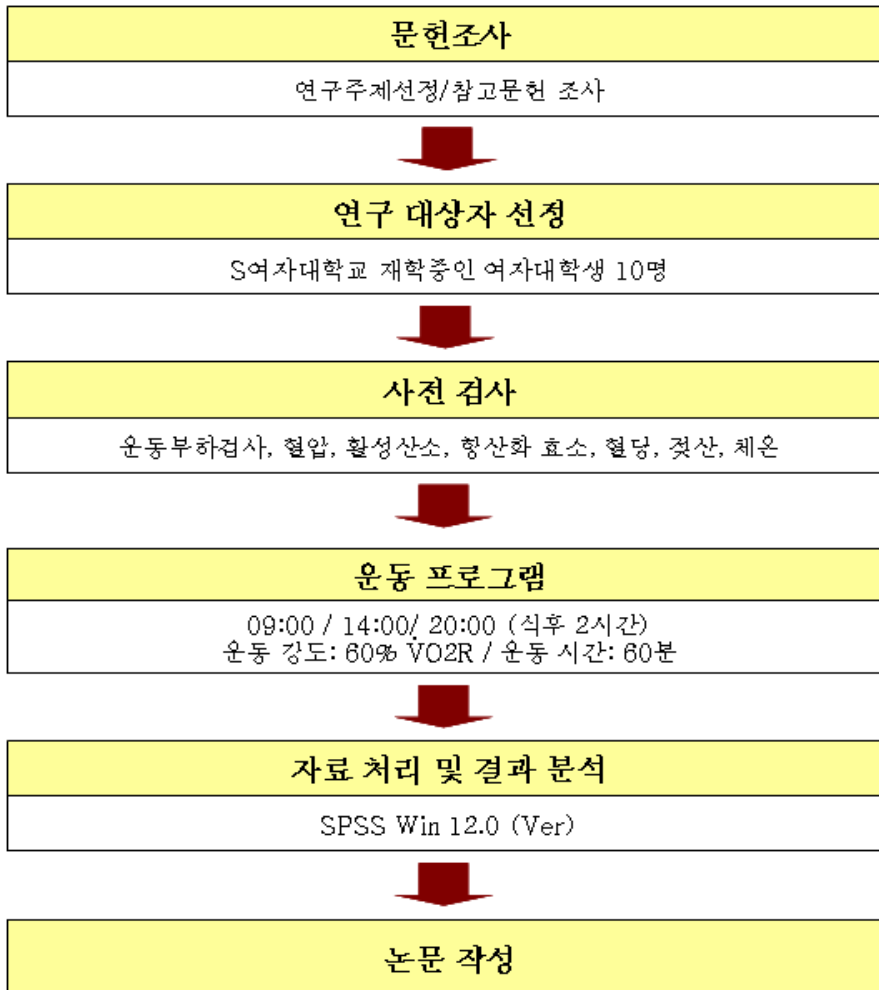 문헌조사
연구주제선정/참고문헌 조사
연구 대상자 선정
S여자대학교 재학중인 여자대학생 10명
사전 검사
운동부하검사, 혈압, 활성산소, 항산화 효소, 혈당, 젖산, 체온
운동 프로그램
09:00 / 14:00/ 20:00 (식후 2시간)
운동 강도: 60% VO2R / 운동 시간: 60분
자료 처리 및 결과 분석
SPSS Win 12.0 (Ver)
논문 작성